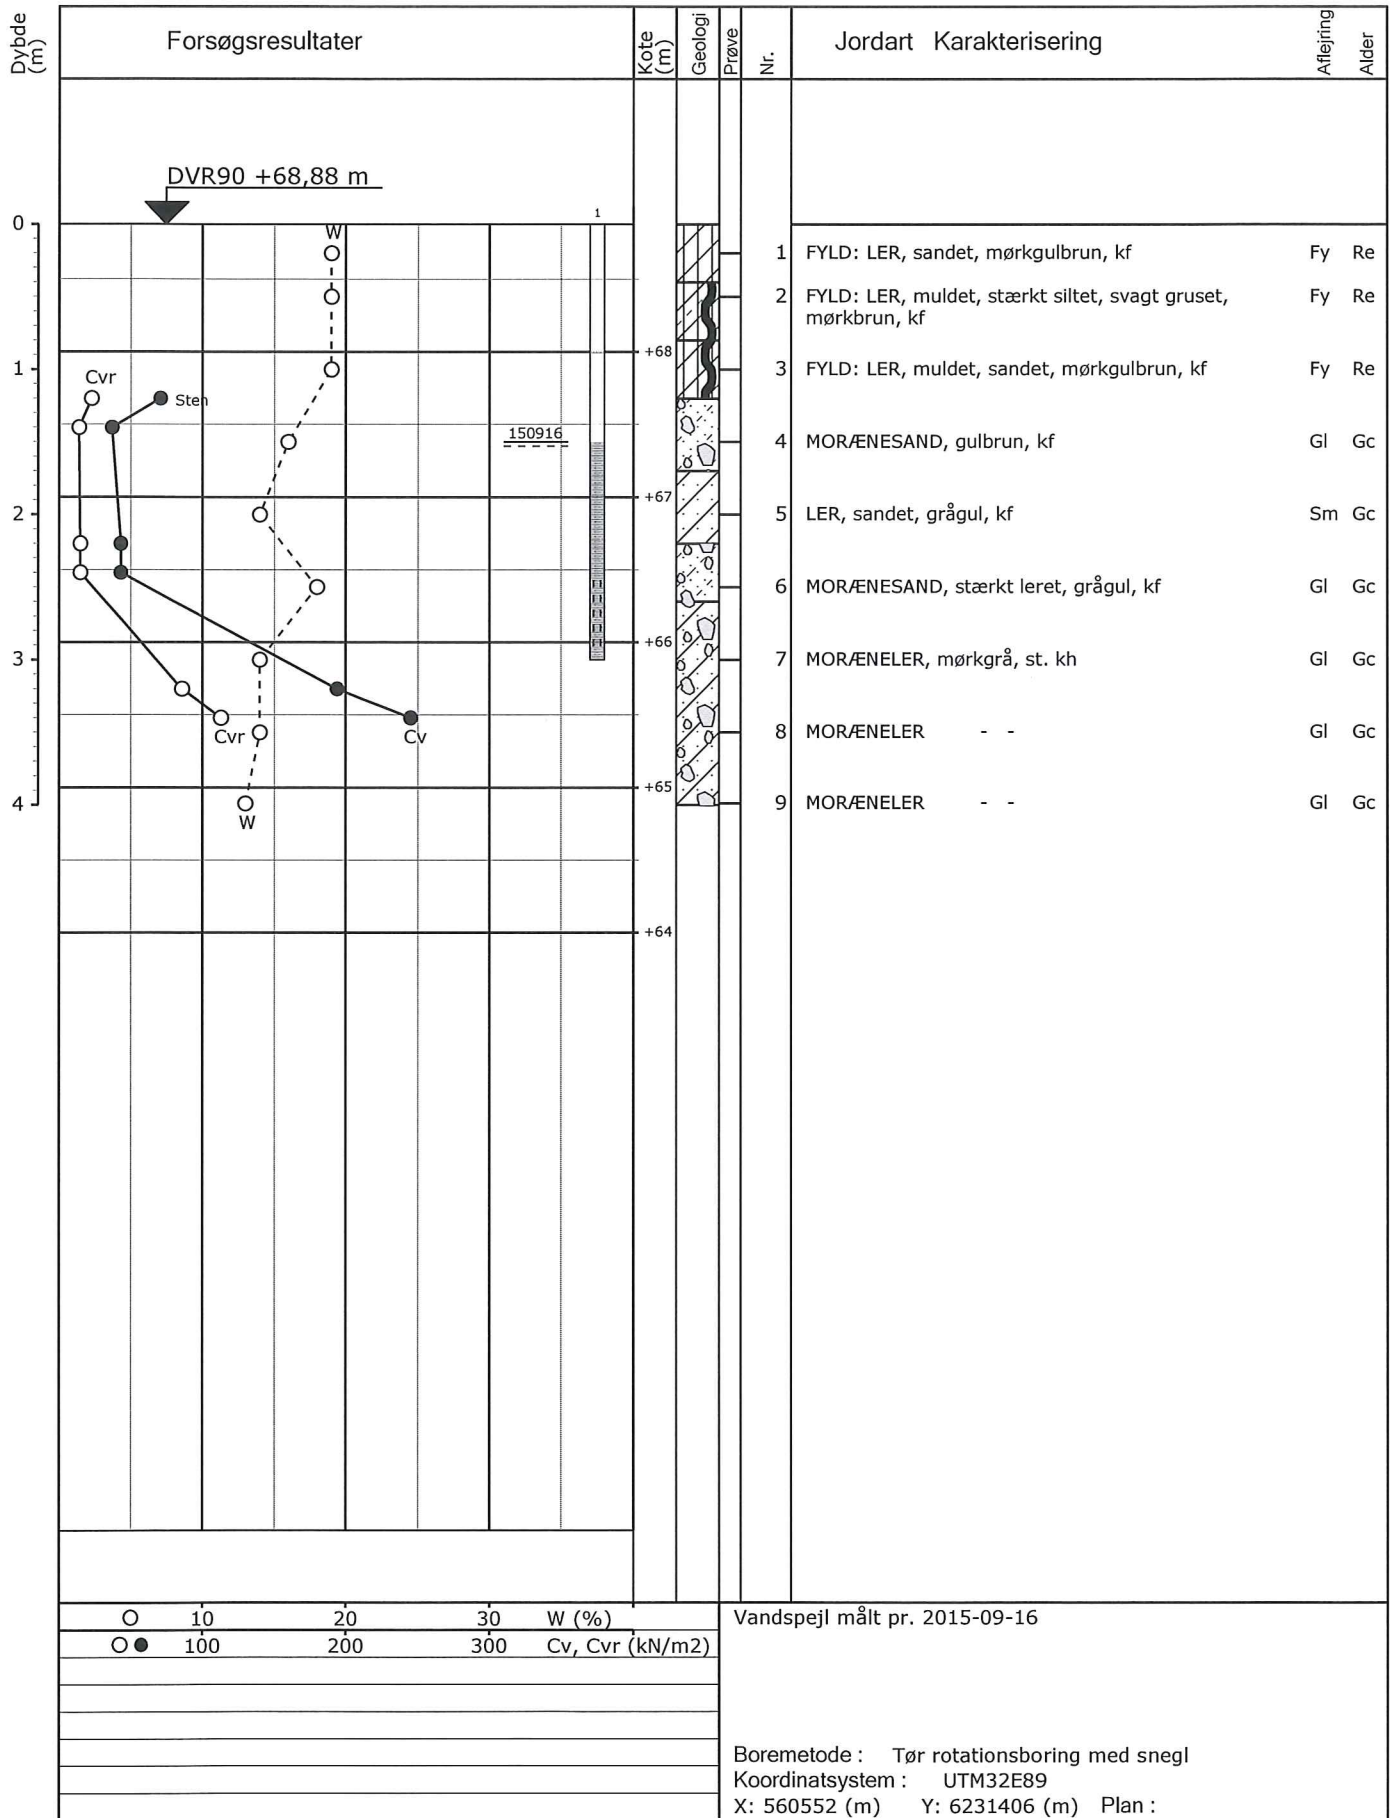 Dybde (m)
Forsøgsresultater
Kote (m)
Geologi
Prøve
Nr.
Jordart Karakterisering
Aflejring
Alder
DVR90 +68,88 m
0
1
W
1 FYLD: LER, sandet, mørkgulbrun, kf Fy Re
2 FYLD: LER, muldet, stærkt siltet, svagt gruset, Fy Re
mørkbrun, kf
+68
1
3 FYLD: LER, muldet, sandet, mørkgulbrun, kf Fy Re
Cvr
Sten
150916
4 MORÆNESAND, gulbrun, kf Gl Gc
+67
2
5 LER, sandet, grågul, kf Sm Gc
6 MORÆNESAND, stærkt leret, grågul, kf Gl Gc
+66
3
7 MORÆNELER, mørkgrå, st. kh Gl Gc
Cvr
Cv
8 MORÆNELER - - Gl Gc
+65
4
9 MORÆNELER - - Gl Gc
W
+64
10 20 30 W (%)
100 200 300 Cv, Cvr (kN/m2)
Vandspejl målt pr. 2015-09-16
Boremetode : Tør rotationsboring med snegl
Koordinatsystem : UTM32E89
X: 560552 (m) Y: 6231406 (m) Plan :